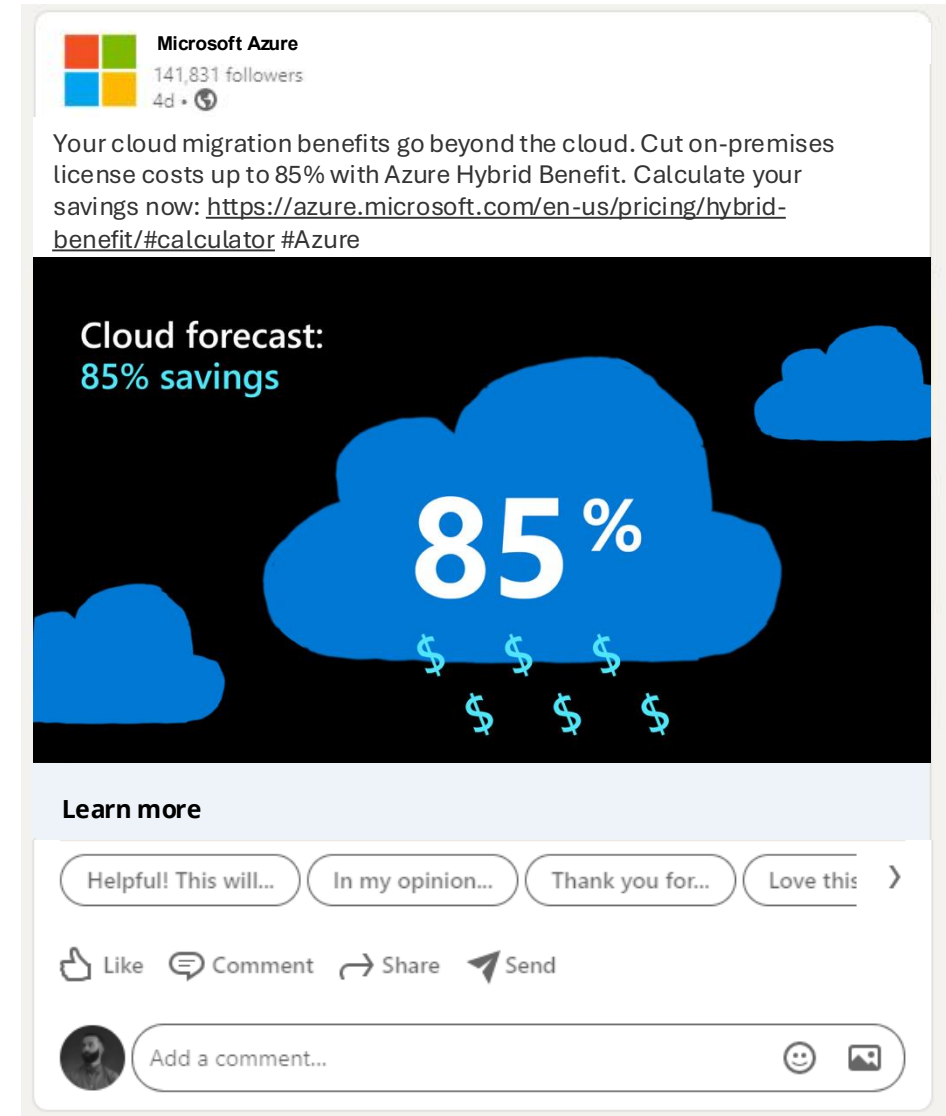 Microsoft Azure
141,831 followers
4d •
Your cloud migration benefits go beyond the cloud. Cut on-premises
license costs up to 85% with Azure Hybrid Benefit. Calculate your
savings now: https://azure.microsoft.com/en-us/pricing/hybrid-
benefit/#calculator #Azure
Cloud forecast:
85% savings
85%
$ $ $
$ $ $
Learn more
Helpful! This will... In my opinion... Thank you for... Love this
Like Comment Share Send
Add a comment...